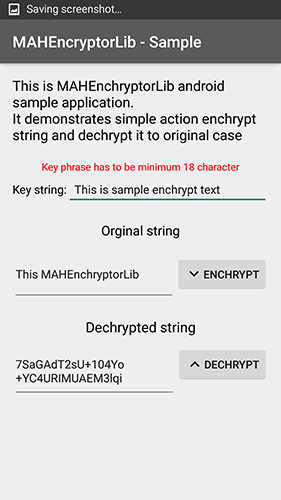 Saving screenshot...
MAHEncryptorLib - Sample
This is MAHEnchryptorLib android
sample application.
It demonstrates simple action enchrypt
string and dechrypt it to original case
Key phrase has to be minimum 18 character
Key string: This is sample enchrypt text
Orginal string
This MAHEnchryptorLib ENCHRYPT
Dechrypted string
7SaGAdT2sU+104Yo
+YC4URIMUAEM3lqi DECHRYPT